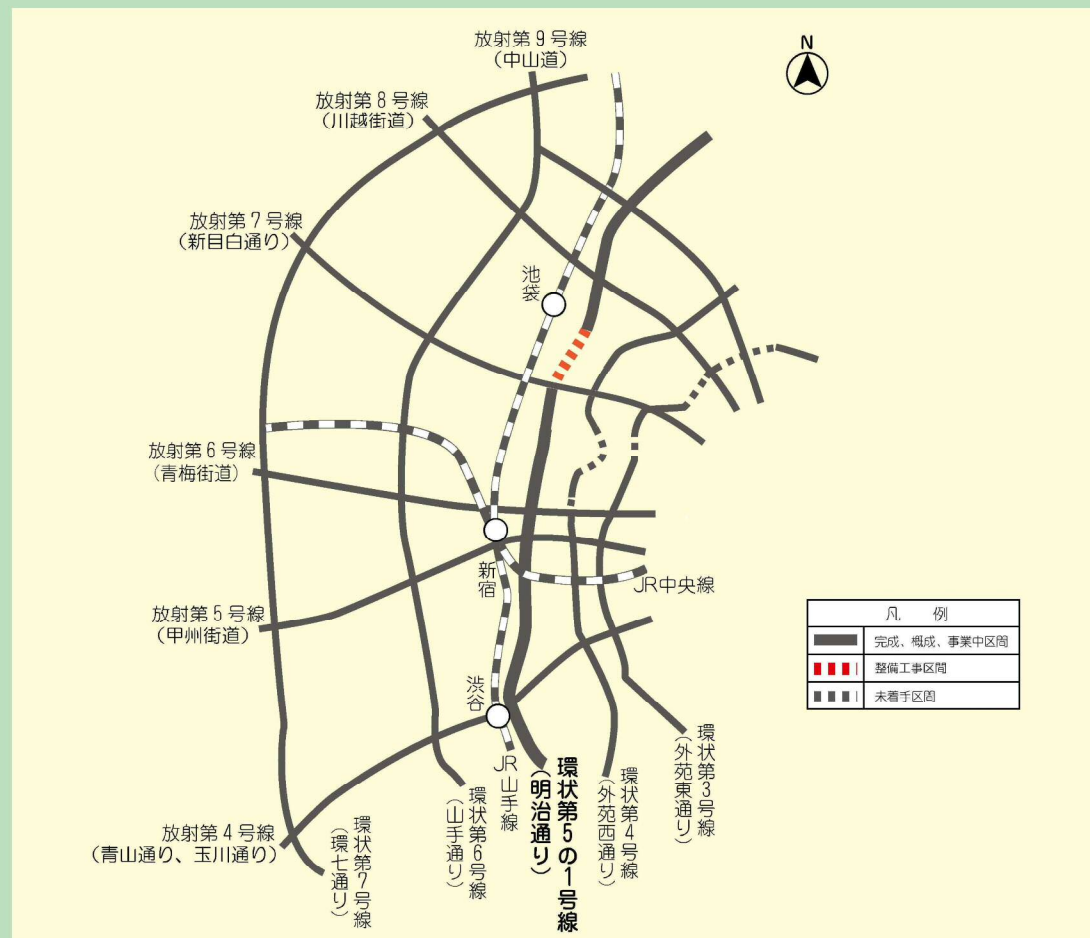 放射第9号線
(中山道)
N
放射第8号線
(川越街道)
放射第7号線
(新目白通り)
池袋
放射第6号線
(青梅街道)
新宿
JR中央線
放射第5号線
(甲州街道)
凡 例
完成、概成、事業中区間
整備工事区間
未着手区間
渋谷
JR山手線
放射第4号線
(青山通り、玉川通り)
環状第7号線
(環七通り)
環状第6号線
(山手通り)
環状第5の1号線
(明治通り)
環状第4号線
(外苑西通り)
環状第3号線
(外苑東通り)